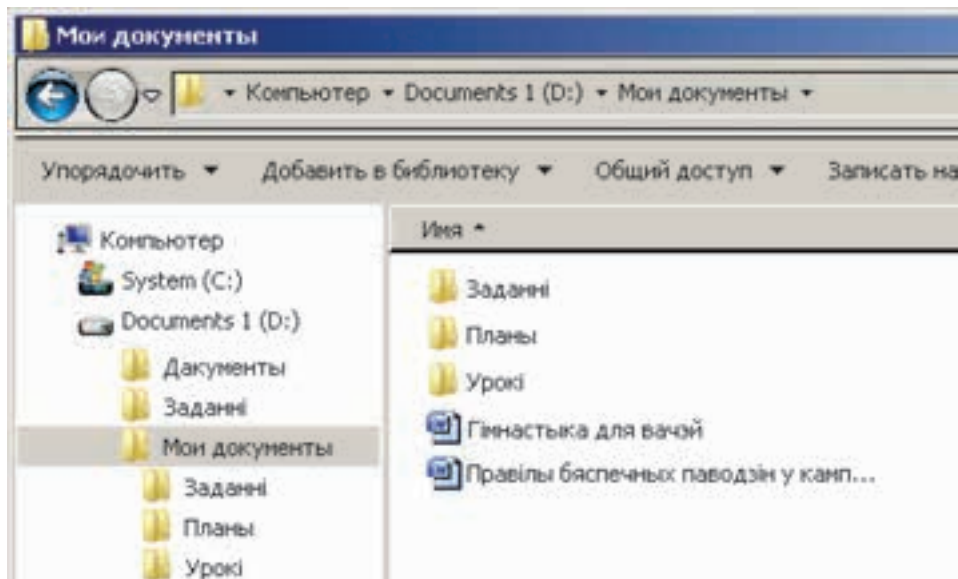 Мои документы
Компьютер Documents 1 (D:) Мои документы
Упорядочить Добавить в библиотеку Общий доступ Записать на
Компьютер
System (C:)
Documents 1 (D:)
Дакументы
Заданні
Мои документы
Заданні
Планы
Урокі
Имя
Заданні
Планы
Урокі
Гімнастыка для вачэй
Правілы бяспечных паводзін у камп...